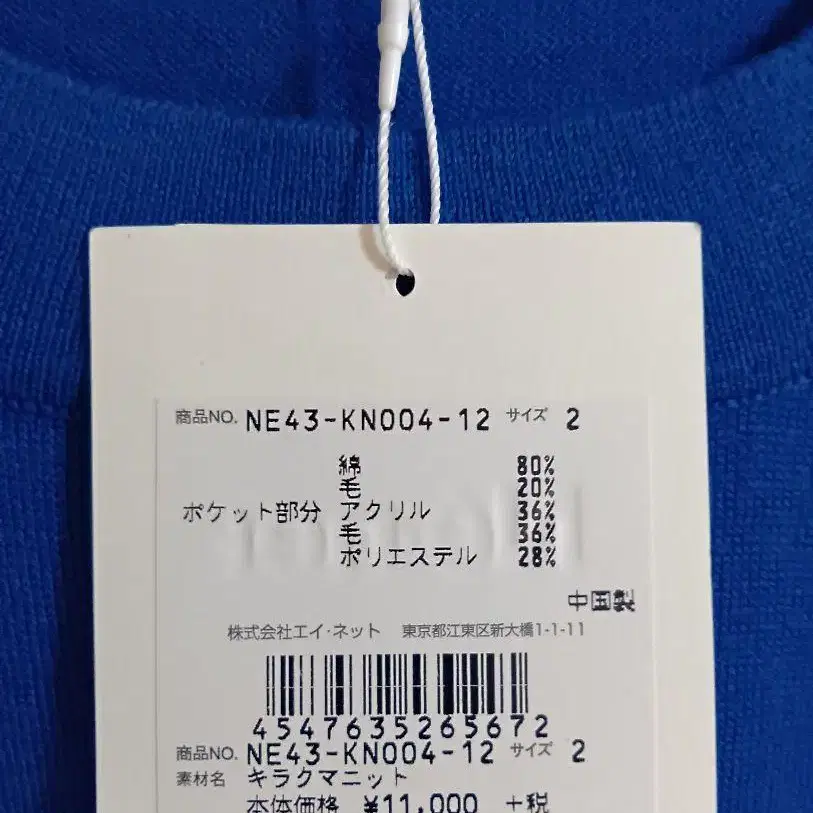 商品NO. NE43-KN004-12 サイズ 2
綿 80%
毛 20%
ポケット部分 アクリル 36%
毛 36%
ポリエステル 28%
中国製
株式会社エイ・ネット 東京都江東区新大橋1-1-11
4547635265672
商品NO. NE43-KN004-12 サイズ 2
素材名 キラクマニット
本体価格 ¥11,000 +税